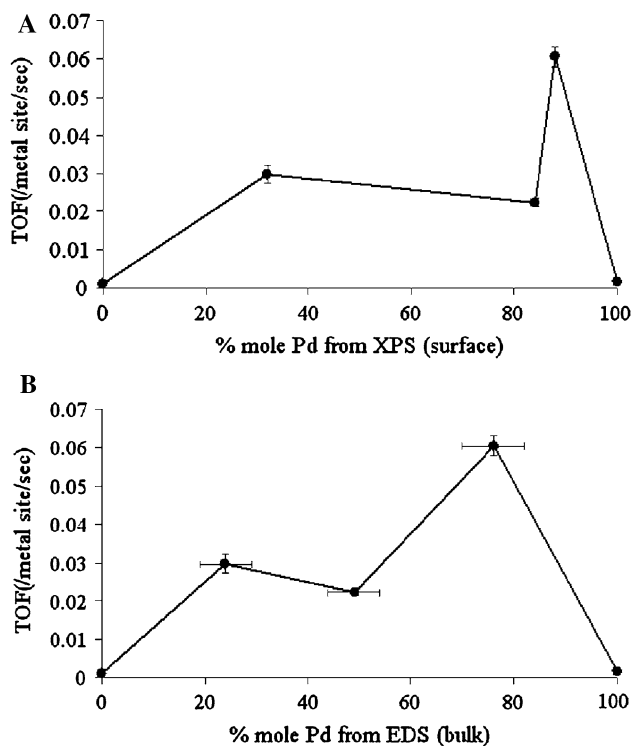 A
0.07
0.06
0.05
0.04
0.03
0.02
0.01
0
TOF(/metal site/sec)
0 20 40 60 80 100
% mole Pd from XPS (surface)
B
0.07
0.06
0.05
0.04
0.03
0.02
0.01
0
TOF(/metal site/sec)
0 20 40 60 80 100
% mole Pd from EDS (bulk)